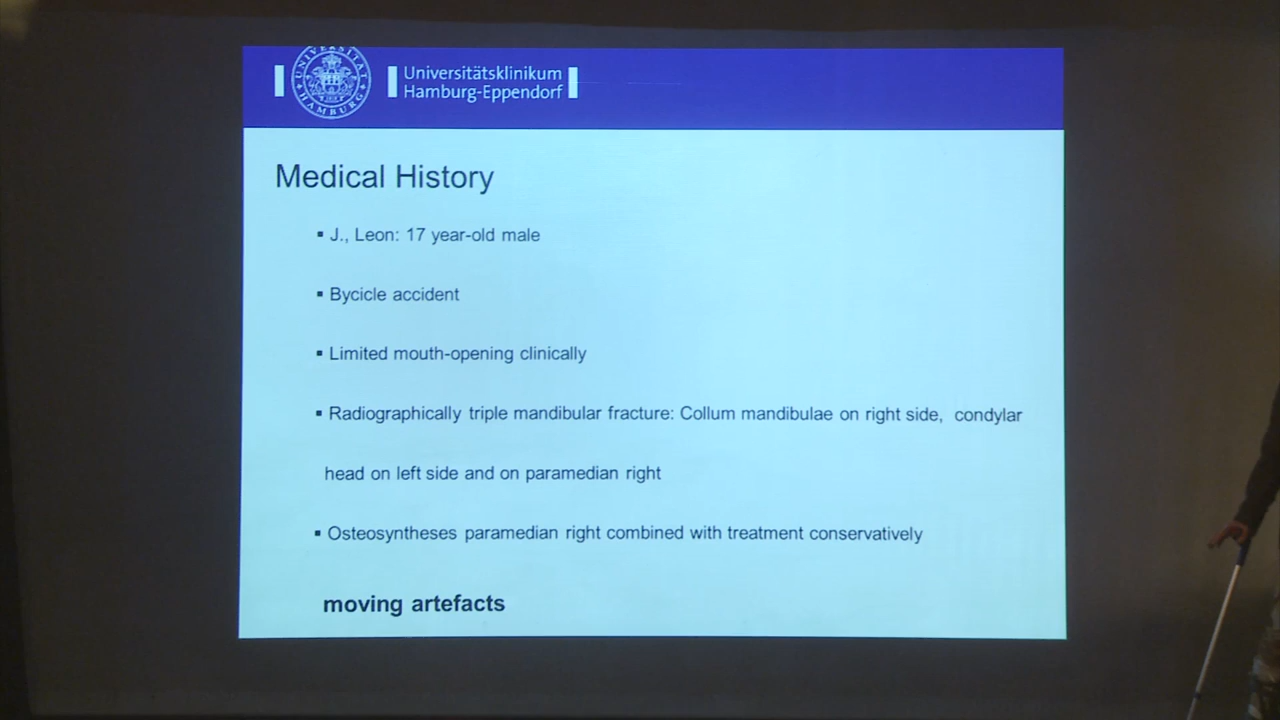 UNIVERSITÄT
HAMBURG
Universitätsklinikum
Hamburg-Eppendorf
Medical History
▪ J., Leon: 17 year-old male
▪ Bycicle accident
▪ Limited mouth-opening clinically
▪ Radiographically triple mandibular fracture: Collum mandibulae on right side, condylar
head on left side and on paramedian right
▪ Osteosyntheses paramedian right combined with treatment conservatively
moving artefacts